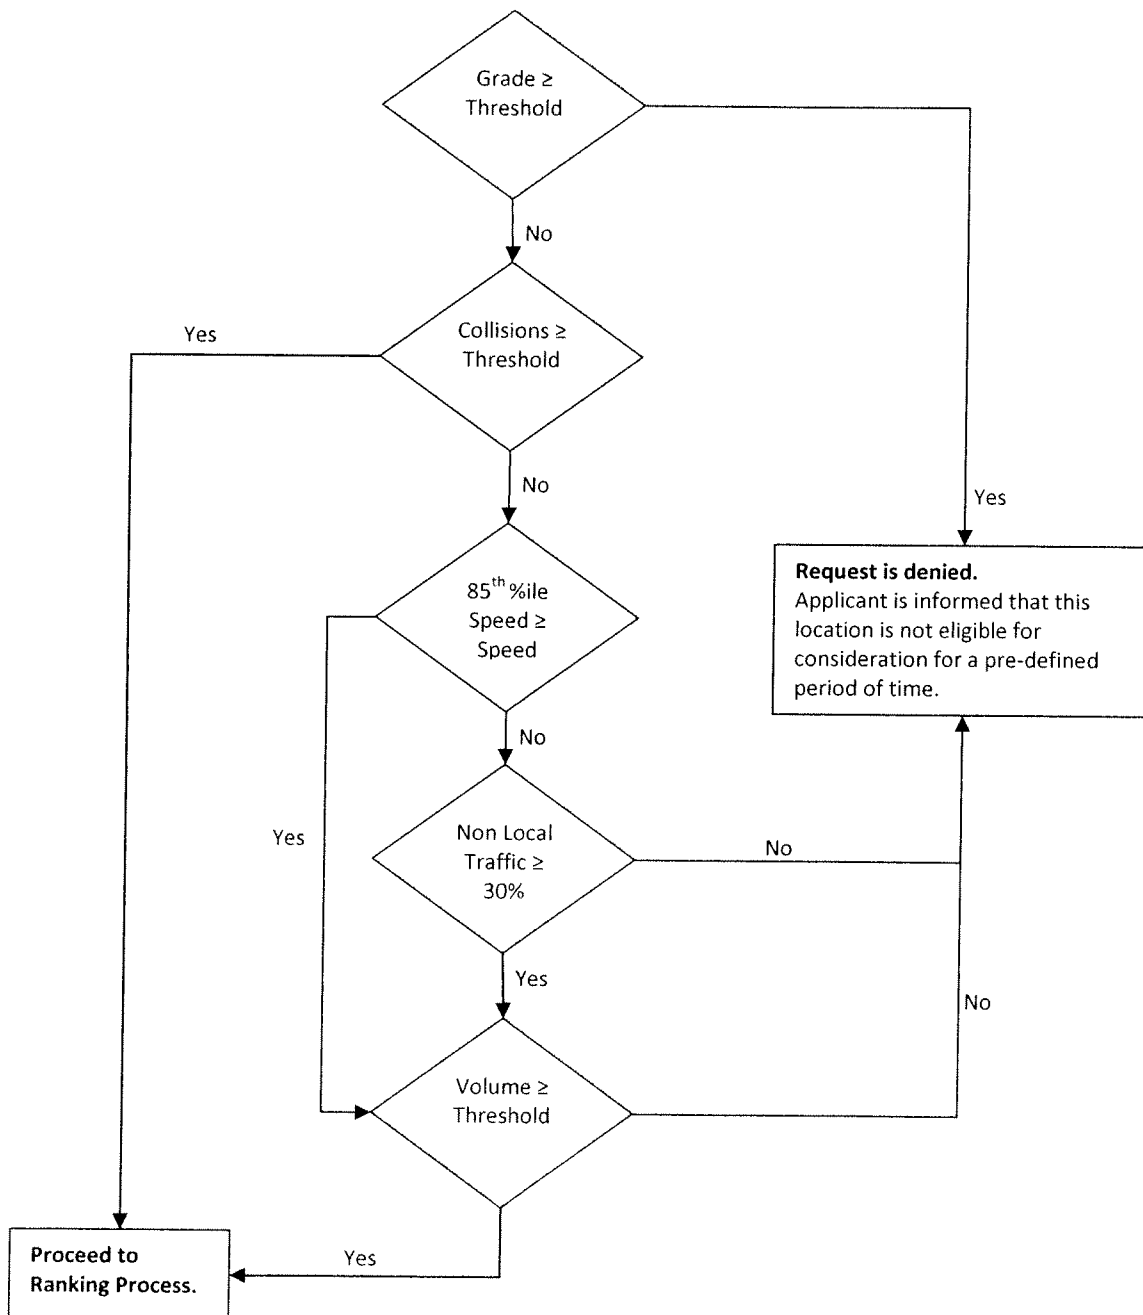 Grade ≥
Threshold
No
Collisions ≥
Threshold
Yes
No
Yes
85th %ile
Speed ≥
Speed
Request is denied.
Applicant is informed that this
location is not eligible for
consideration for a pre-defined
period of time.
No
Yes
Non Local
Traffic ≥
30%
No
Yes
No
Volume ≥
Threshold
Yes
Proceed to
Ranking Process.